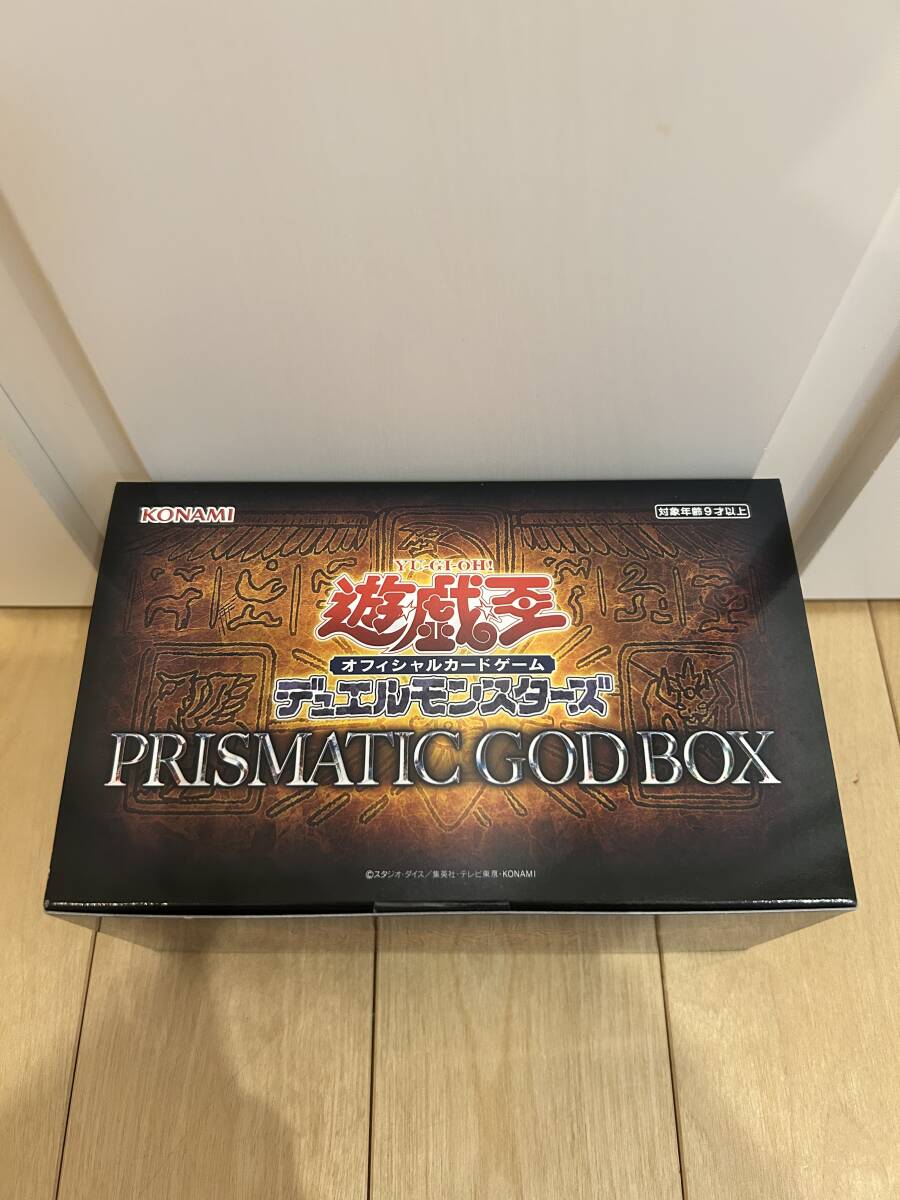 KONAMI
対象年齢9才以上
YU-GI-OH!
遊☆戯☆王
オフィシャルカードゲーム
デュエルモンスターズ
PRISMATIC GOD BOX
©スタジオ・ダイス/集英社・テレビ東京・KONAMI